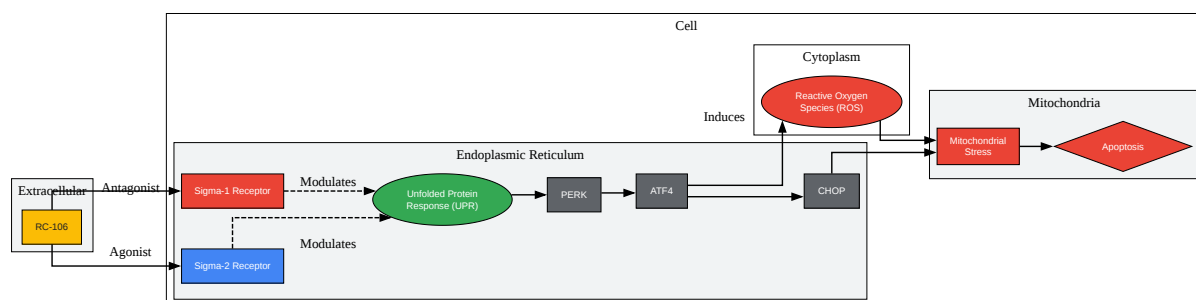 Cell
Cytoplasm
Reactive Oxygen
Species (ROS)
Induces
Mitochondria
Mitochondrial
Stress
Apoptosis
Endoplasmic Reticulum
Extracellular
RC-106
Antagonist
Agonist
Sigma-1 Receptor
Modulates
Sigma-2 Receptor
Modulates
Unfolded Protein
Response (UPR)
PERK
ATF4
CHOP